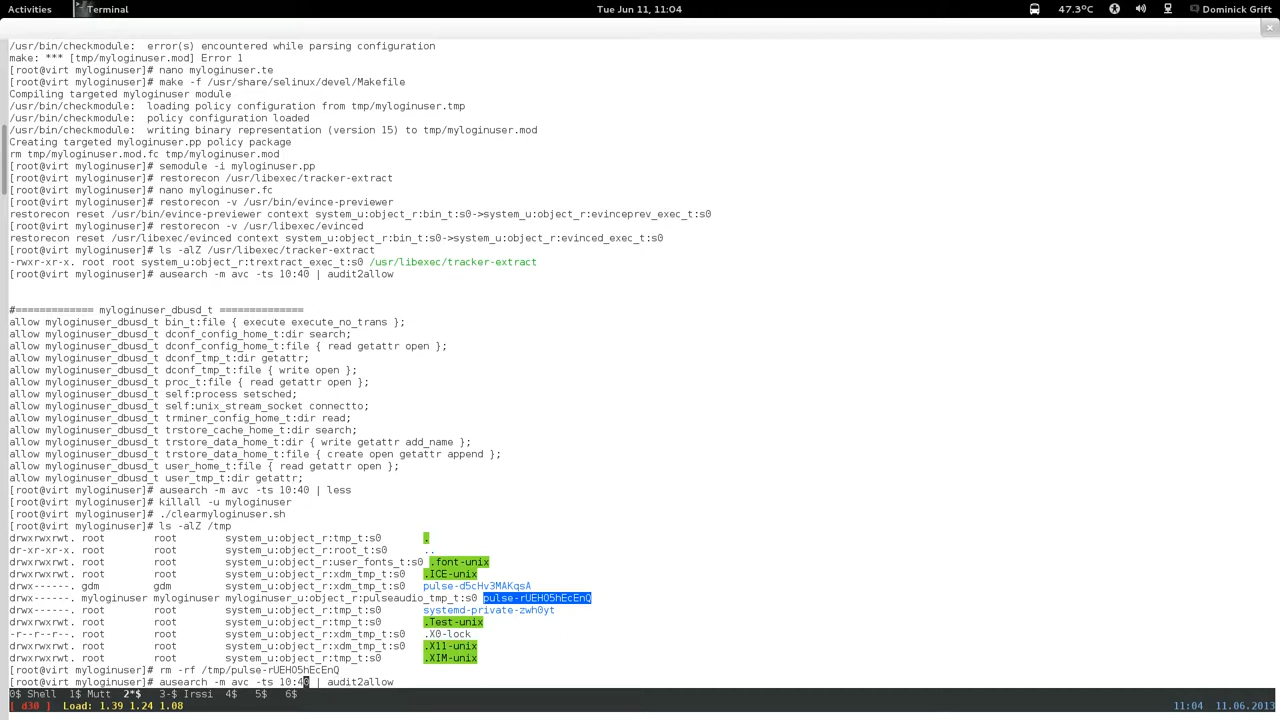 Activities Terminal Tue Jun 11, 11:04 47.3°C Dominick Grift
/usr/bin/checkmodule:  error(s) encountered while parsing configuration
make: *** [tmp/myloginuser.mod] Error 1
[root@virt myloginuser]# nano myloginuser.te
[root@virt myloginuser]# make -f /usr/share/selinux/devel/Makefile
Compiling targeted myloginuser module
/usr/bin/checkmodule:  loading policy configuration from tmp/myloginuser.tmp
/usr/bin/checkmodule:  policy configuration loaded
/usr/bin/checkmodule:  writing binary representation (version 15) to tmp/myloginuser.mod
Creating targeted myloginuser.pp policy package
rm tmp/myloginuser.mod.fc tmp/myloginuser.mod
[root@virt myloginuser]# semodule -i myloginuser.pp
[root@virt myloginuser]# restorecon /usr/libexec/tracker-extract
[root@virt myloginuser]# nano myloginuser.fc
[root@virt myloginuser]# restorecon -v /usr/bin/evince-previewer
restorecon reset /usr/bin/evince-previewer context system_u:object_r:bin_t:s0->system_u:object_r:evinceprev_exec_t:s0
[root@virt myloginuser]# restorecon -v /usr/libexec/evinced
restorecon reset /usr/libexec/evinced context system_u:object_r:bin_t:s0->system_u:object_r:evinced_exec_t:s0
[root@virt myloginuser]# ls -alZ /usr/libexec/tracker-extract
-rwxr-xr-x. root root system_u:object_r:trextract_exec_t:s0 /usr/libexec/tracker-extract
[root@virt myloginuser]# ausearch -m avc -ts 10:40 | audit2allow
#============= myloginuser_dbusd_t ==============
allow myloginuser_dbusd_t bin_t:file { execute execute_no_trans };
allow myloginuser_dbusd_t dconf_config_home_t:dir search;
allow myloginuser_dbusd_t dconf_config_home_t:file { read getattr open };
allow myloginuser_dbusd_t dconf_tmp_t:dir getattr;
allow myloginuser_dbusd_t dconf_tmp_t:file { write open };
allow myloginuser_dbusd_t proc_t:file { read getattr open };
allow myloginuser_dbusd_t self:process setsched;
allow myloginuser_dbusd_t self:unix_stream_socket connectto;
allow myloginuser_dbusd_t trminer_config_home_t:dir read;
allow myloginuser_dbusd_t trstore_cache_home_t:dir search;
allow myloginuser_dbusd_t trstore_data_home_t:dir { write getattr add_name };
allow myloginuser_dbusd_t trstore_data_home_t:file { create open getattr append };
allow myloginuser_dbusd_t user_home_t:file { read getattr open };
allow myloginuser_dbusd_t user_tmp_t:dir getattr;
[root@virt myloginuser]# ausearch -m avc -ts 10:40 | less
[root@virt myloginuser]# killall -u myloginuser
[root@virt myloginuser]# ./clearmyloginuser.sh
[root@virt myloginuser]# ls -alZ /tmp
drwxrwxrwt. root        root        system_u:object_r:tmp_t:s0       .
dr-xr-xr-x. root        root        system_u:object_r:root_t:s0      ..
drwxrwxrwt. root        root        system_u:object_r:user_fonts_t:s0 .font-unix
drwxrwxrwt. root        root        system_u:object_r:xdm_tmp_t:s0   .ICE-unix
drwx------. gdm         gdm         system_u:object_r:xdm_tmp_t:s0   pulse-d5cHv3MAKqsA
drwx------. myloginuser myloginuser myloginuser_u:object_r:pulseaudio_tmp_t:s0 pulse-rUEHO5hEcEnQ
drwxrwxrwt. root        root        system_u:object_r:tmp_t:s0       systemd-private-zwh0yt
drwxrwxrwt. root        root        system_u:object_r:tmp_t:s0       .Test-unix
-r--r--r--. root        root        system_u:object_r:xdm_tmp_t:s0   .X0-lock
drwxrwxrwt. root        root        system_u:object_r:xdm_tmp_t:s0   .X11-unix
drwxrwxrwt. root        root        system_u:object_r:tmp_t:s0       .XIM-unix
[root@virt myloginuser]# rm -rf /tmp/pulse-rUEHO5hEcEnQ
[root@virt myloginuser]# ausearch -m avc -ts 10:40 | audit2allow
0$ Shell  1$ Mutt  2*$   3-$ Irssi  4$   5$   6$
[ d30 ] Load: 1.39 1.24 1.08 11:04  11.06.2013